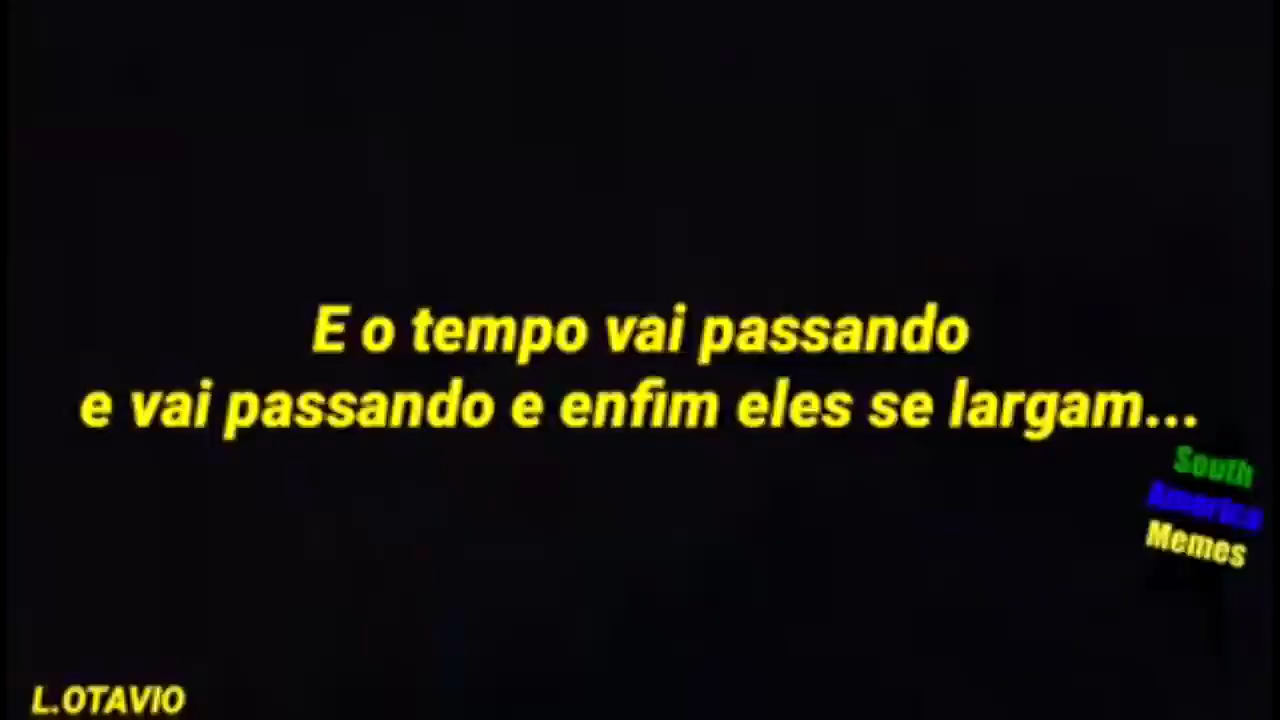 E o tempo vai passando
e vai passando e enfim eles se largam...
South
America
Memes
L.OTAVIO